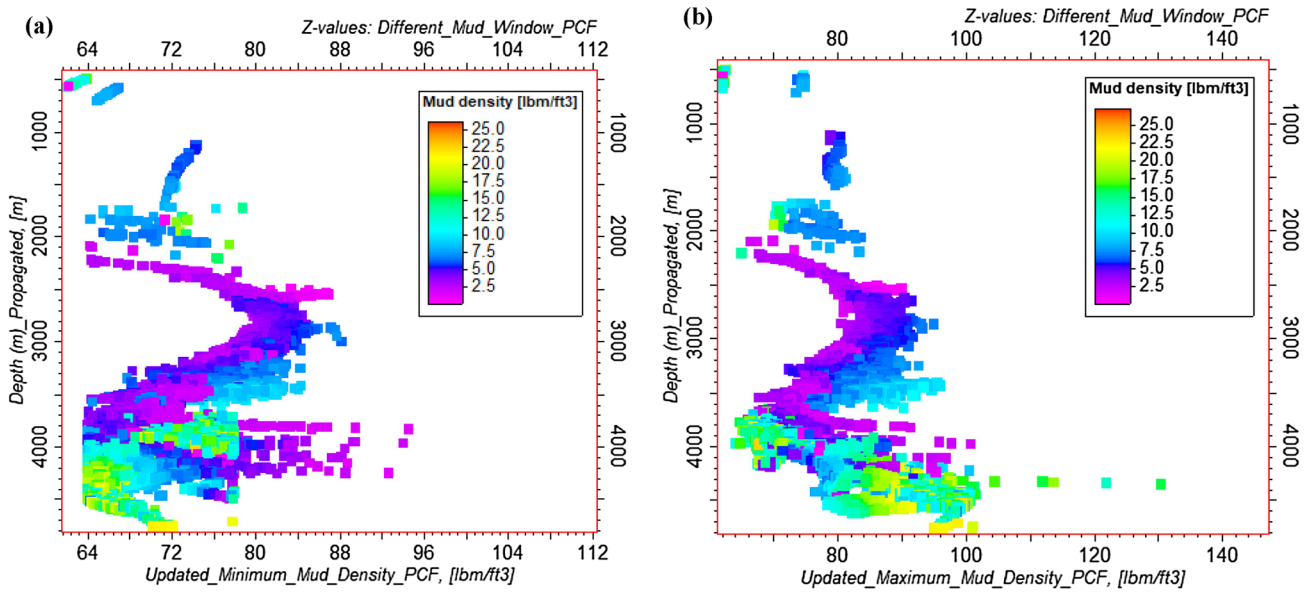 (a)
Z-values: Different_Mud_Window_PCF
64 72 80 88 96 104 112
Mud density [lbm/ft3]
25.0
22.5
20.0
17.5
15.0
12.5
10.0
7.5
5.0
2.5
Depth (m)_Propagated, [m]
1000 2000 3000 4000
1000 2000 3000 4000
64 72 80 88 96 104 112
Updated_Minimum_Mud_Density_PCF, [lbm/ft3]
(b)
Z-values: Different_Mud_Window_PCF
80 100 120 140
Mud density [lbm/ft3]
25.0
22.5
20.0
17.5
15.0
12.5
10.0
7.5
5.0
2.5
Depth (m)_Propagated, [m]
1000 2000 3000 4000
1000 2000 3000 4000
80 100 120 140
Updated_Maximum_Mud_Density_PCF, [lbm/ft3]